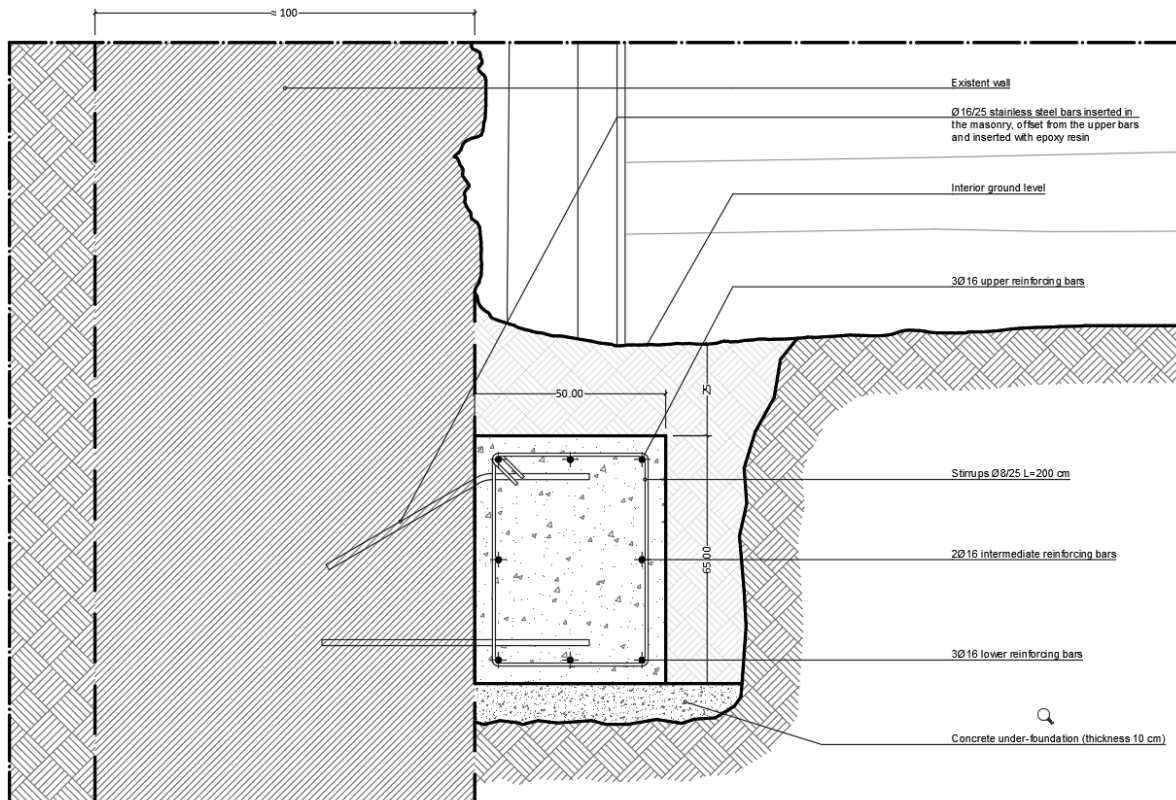 ≈ 100
Existent wall
Ø16/25 stainless steel bars inserted in
the masonry, offset from the upper bars
and inserted with epoxy resin
Interior ground level
3Ø16 upper reinforcing bars
50.00
25
Stirrups Ø8/25 L=200 cm
65.00
2Ø16 intermediate reinforcing bars
3Ø16 lower reinforcing bars
Concrete under-foundation (thickness 10 cm)